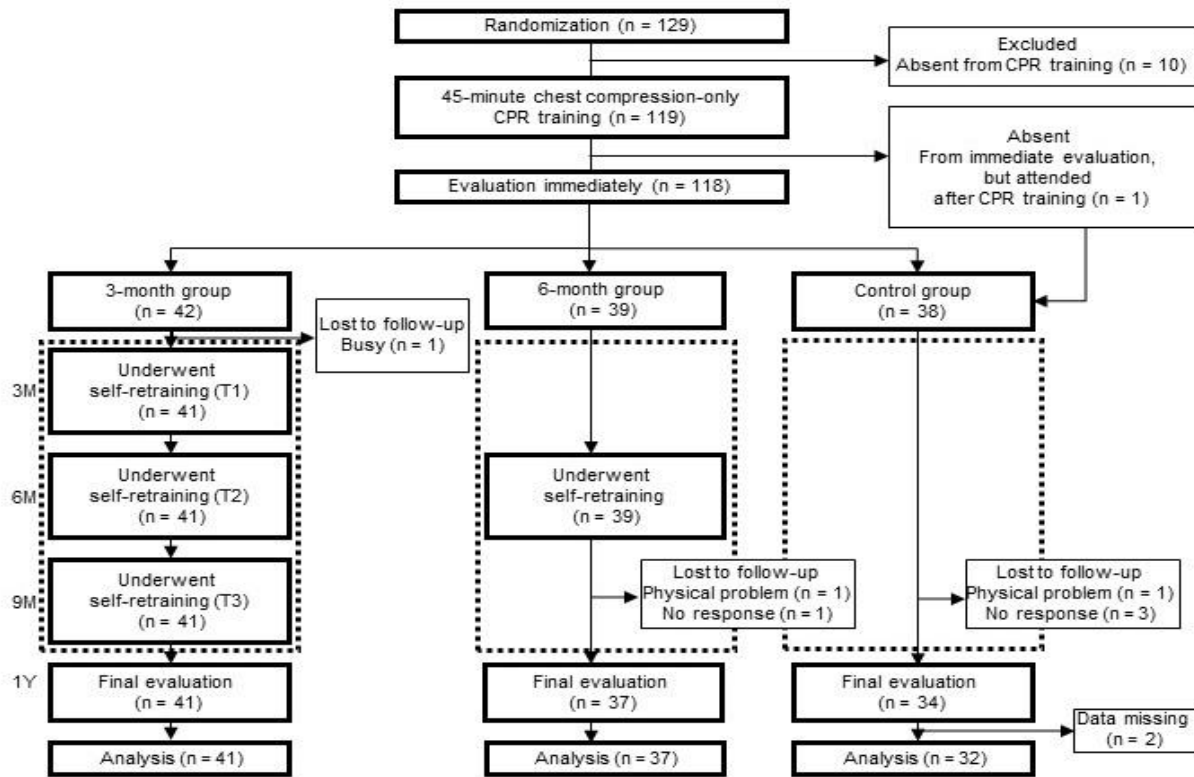 Randomization (n = 129)
Excluded
Absent from CPR training (n = 10)
45-minute chest compression-only
CPR training (n = 119)
Absent
From immediate evaluation,
but attended
after CPR training (n = 1)
Evaluation immediately (n = 118)
3-month group
(n = 42)
Lost to follow-up
Busy (n = 1)
6-month group
(n = 39)
Control group
(n = 38)
3M
Underwent
self-retraining (T1)
(n = 41)
6M
Underwent
self-retraining (T2)
(n = 41)
Underwent
self-retraining
(n = 39)
9M
Underwent
self-retraining (T3)
(n = 41)
Lost to follow-up
Physical problem (n = 1)
No response (n = 1)
Lost to follow-up
Physical problem (n = 1)
No response (n = 3)
1Y
Final evaluation
(n = 41)
Final evaluation
(n = 37)
Final evaluation
(n = 34)
Data missing
(n = 2)
Analysis (n = 41)
Analysis (n = 37)
Analysis (n = 32)